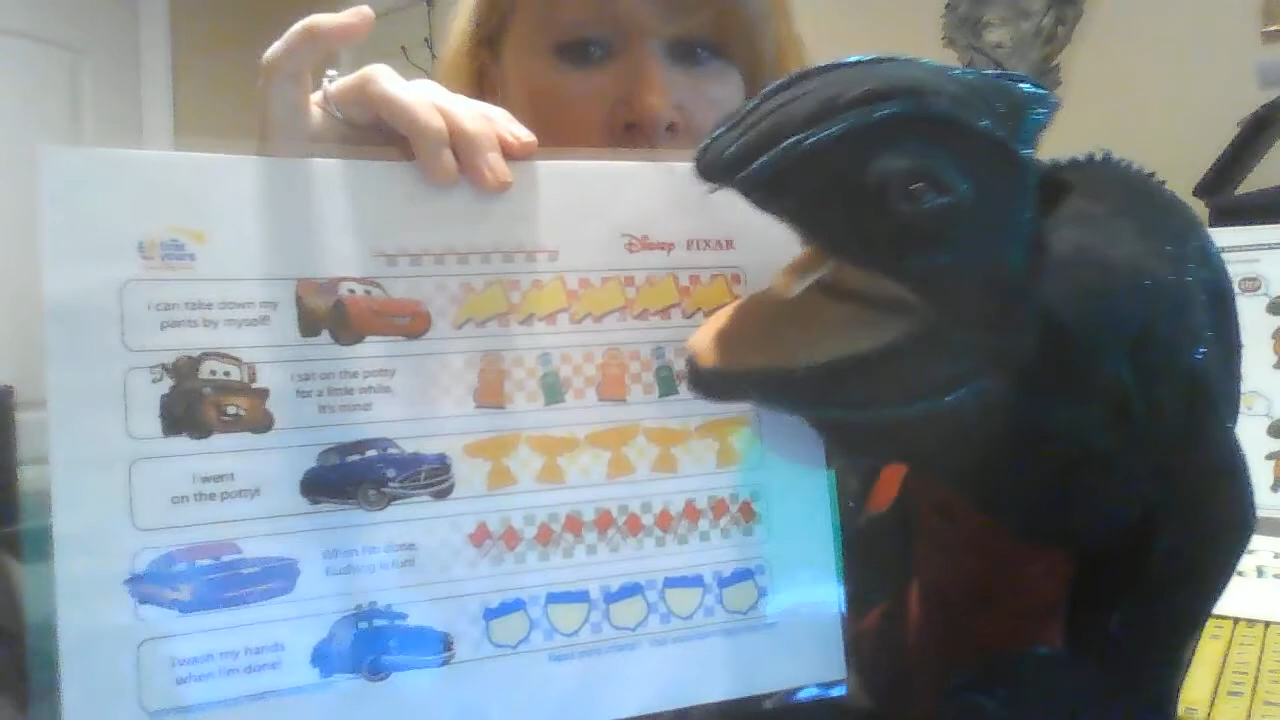 Disney PIXAR
I can take down my
pants by myself!
I sat on the potty
for a little while.
It's mine!
I went
on the potty!
When I'm done,
flushing is fun!
I wash my hands
when I'm done!